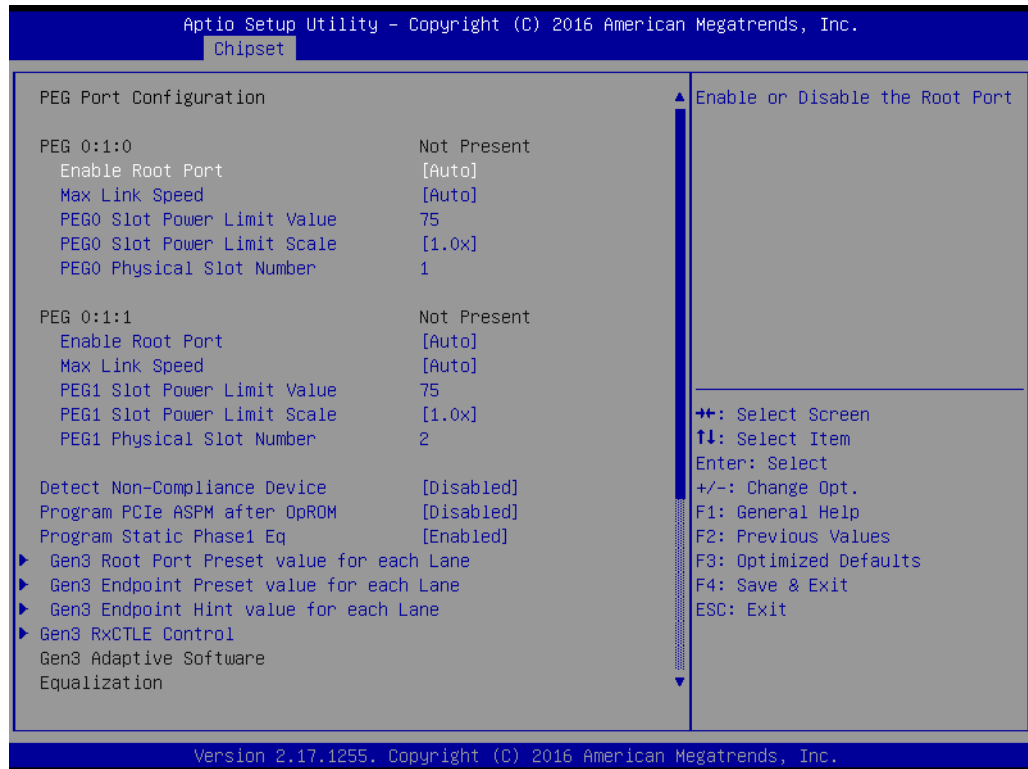 Aptio Setup Utility – Copyright (C) 2016 American Megatrends, Inc.
Chipset
PEG Port Configuration
PEG 0:1:0 Not Present
Enable Root Port [Auto]
Max Link Speed [Auto]
PEG0 Slot Power Limit Value 75
PEG0 Slot Power Limit Scale [1.0x]
PEG0 Physical Slot Number 1
PEG 0:1:1 Not Present
Enable Root Port [Auto]
Max Link Speed [Auto]
PEG1 Slot Power Limit Value 75
PEG1 Slot Power Limit Scale [1.0x]
PEG1 Physical Slot Number 2
Detect Non-Compliance Device [Disabled]
Program PCIe ASPM after OpROM [Disabled]
Program Static Phase1 Eq [Enabled]
Gen3 Root Port Preset value for each Lane
Gen3 Endpoint Preset value for each Lane
Gen3 Endpoint Hint value for each Lane
Gen3 RxCTLE Control
Gen3 Adaptive Software
Equalization
Enable or Disable the Root Port
→←: Select Screen
↑↓: Select Item
Enter: Select
+/-: Change Opt.
F1: General Help
F2: Previous Values
F3: Optimized Defaults
F4: Save & Exit
ESC: Exit
Version 2.17.1255. Copyright (C) 2016 American Megatrends, Inc.